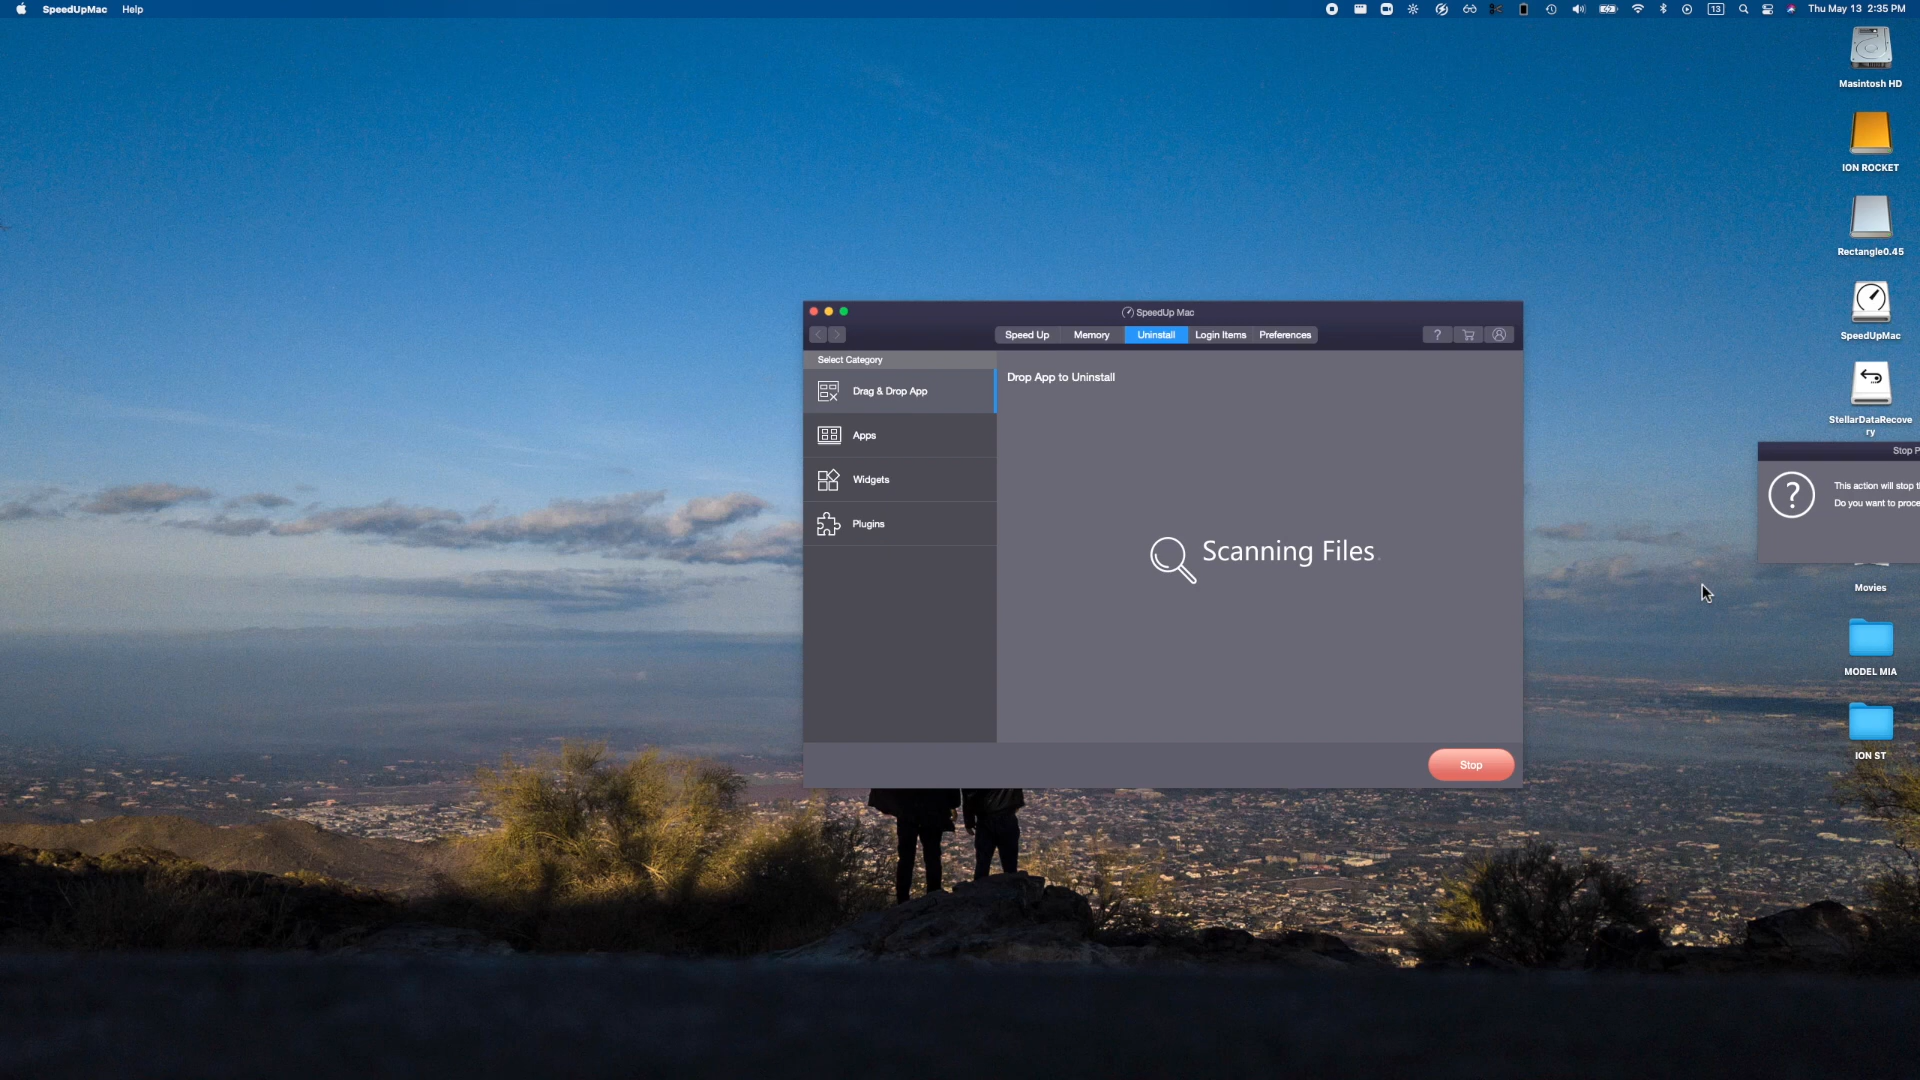 SpeedUpMac Help
13 Thu May 13 2:35 PM
Masintosh HD
ION ROCKET
Rectangle0.45
SpeedUpMac
StellarDataRecove
ry
SpeedUp Mac
Speed Up Memory Uninstall Login Items Preferences ?
Select Category
Drag & Drop App
Apps
Widgets
Plugins
Drop App to Uninstall
Scanning Files
Stop
Stop P
? This action will stop t
Do you want to proce
Movies
MODEL MIA
ION ST